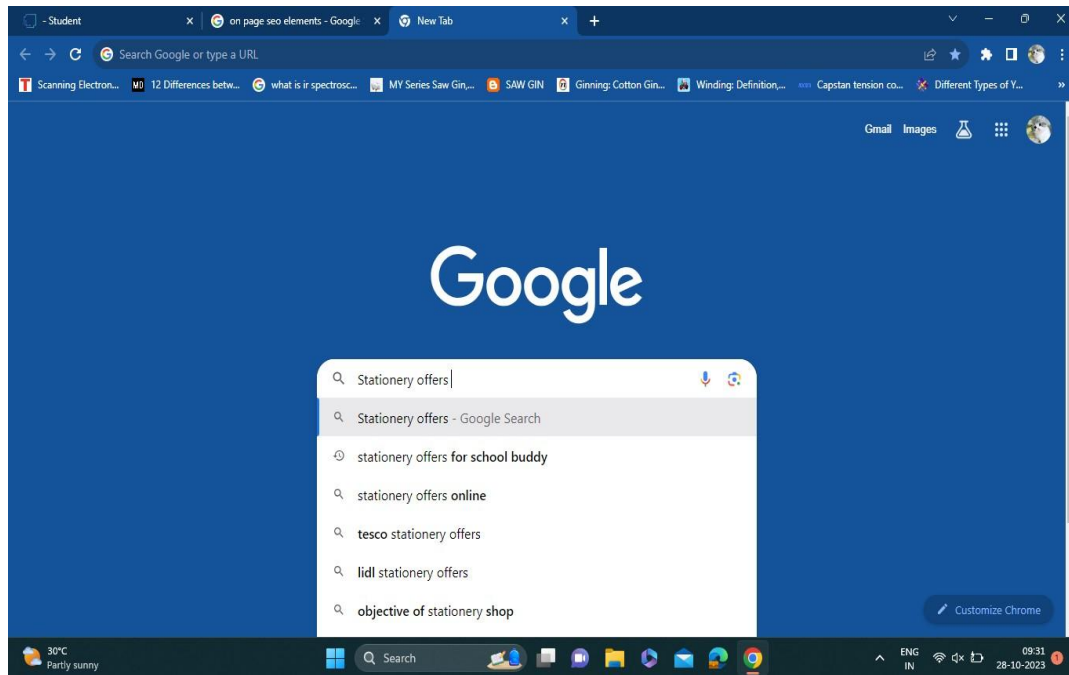 - Student
on page seo elements - Google
New Tab
Search Google or type a URL
Scanning Electron... MD 12 Differences betw... what is ir spectrosc... MY Series Saw Gin,... SAW GIN Ginning: Cotton Gin... Winding: Definition,... Capstan tension co... Different Types of Y... »
Gmail Images
Google
Stationery offers
Stationery offers - Google Search
stationery offers for school buddy
stationery offers online
tesco stationery offers
lidl stationery offers
objective of stationery shop
Customize Chrome
30°C
Partly sunny
Search
ENG
IN
09:31
28-10-2023
1